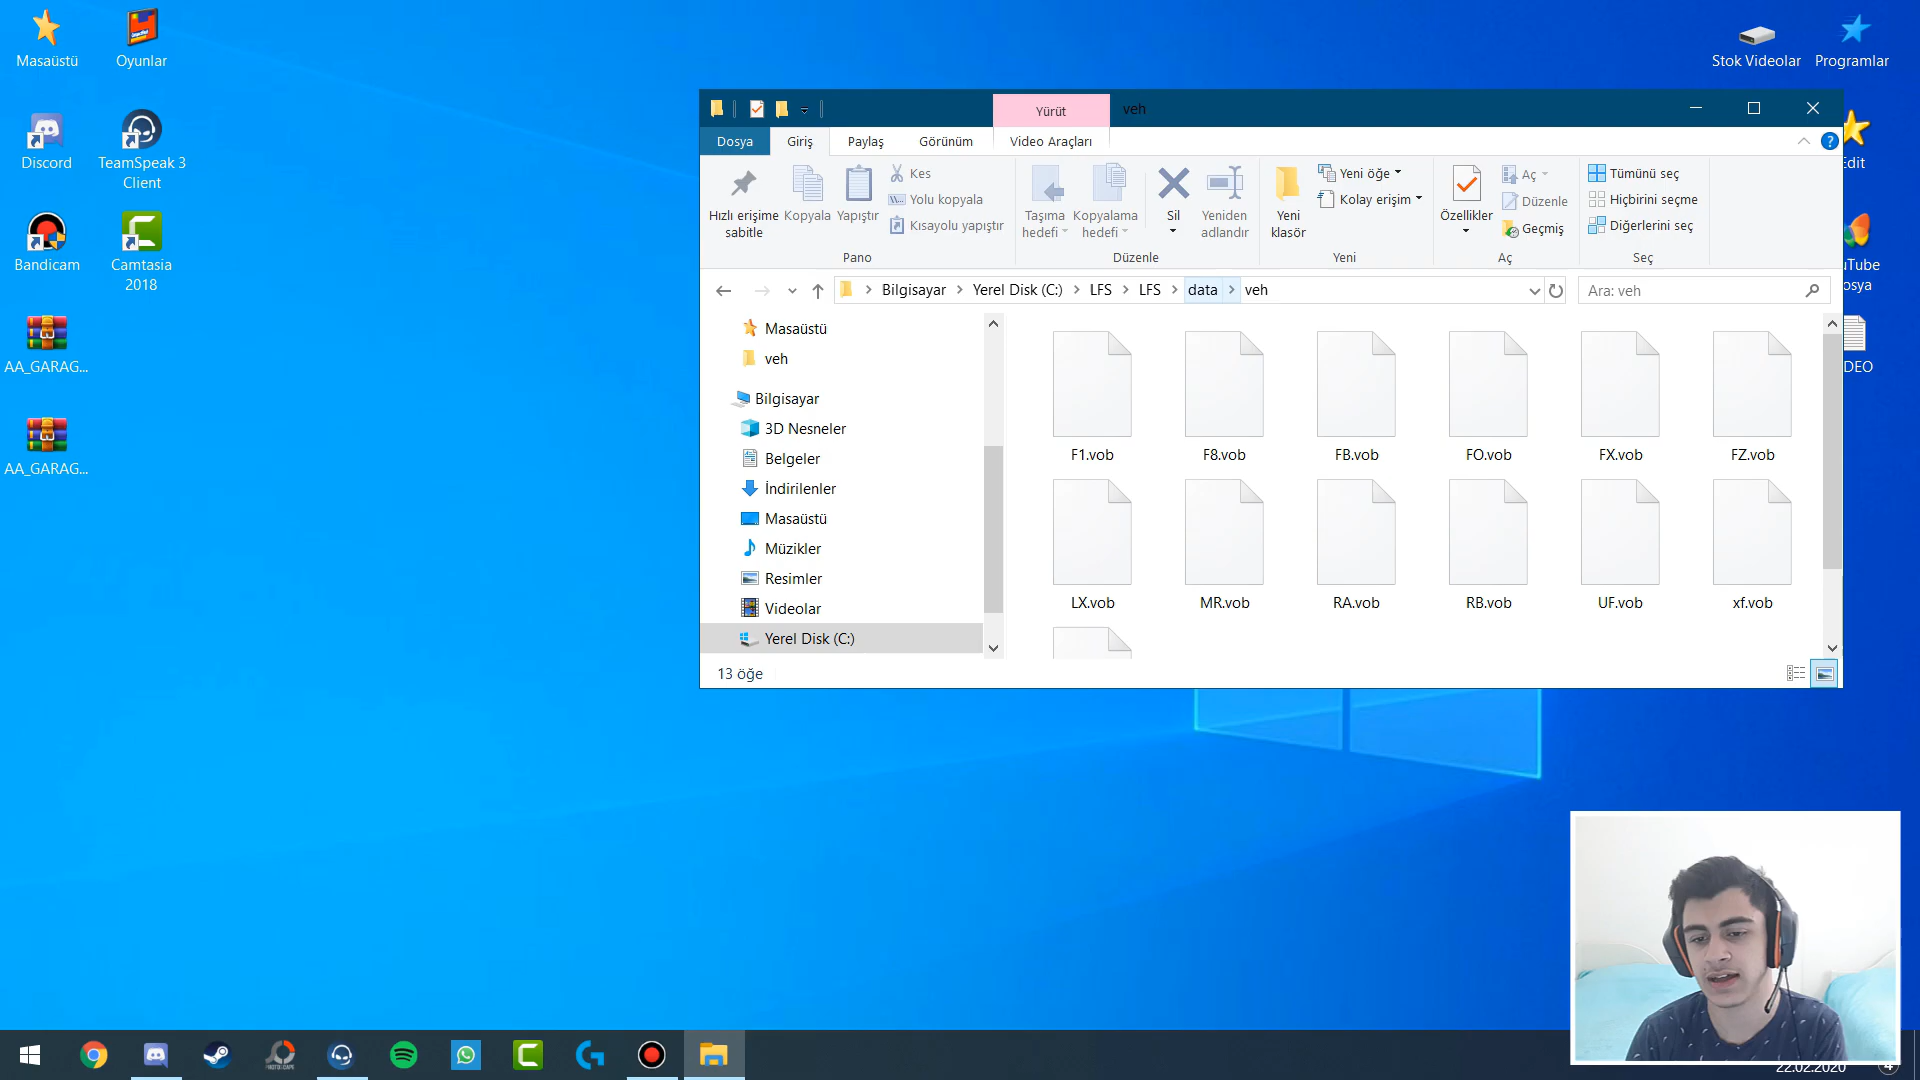 Masaüstü
Oyunlar
Discord
TeamSpeak 3
Client
Bandicam
Camtasia
2018
AA_GARAG...
AA_GARAG...
Stok Videolar
Programlar
Edit
uTube
osya
DEO
Yürüt
veh
Dosya
Giriş
Paylaş
Görünüm
Video Araçları
Hızlı erişime
sabitle
Kopyala
Yapıştır
Kes
Yolu kopyala
Kısayolu yapıştır
Pano
Taşıma
hedefi
Kopyalama
hedefi
Sil
Yeniden
adlandır
Düzenle
Yeni
klasör
Yeni öğe
Kolay erişim
Yeni
Özellikler
Aç
Düzenle
Geçmiş
Aç
Tümünü seç
Hiçbirini seçme
Diğerlerini seç
Seç
Bilgisayar > Yerel Disk (C:) > LFS > LFS > data > veh
Ara: veh
Masaüstü
veh
Bilgisayar
3D Nesneler
Belgeler
İndirilenler
Masaüstü
Müzikler
Resimler
Videolar
Yerel Disk (C:)
F1.vob
F8.vob
FB.vob
FO.vob
FX.vob
FZ.vob
LX.vob
MR.vob
RA.vob
RB.vob
UF.vob
xf.vob
13 öğe
22.02.2020